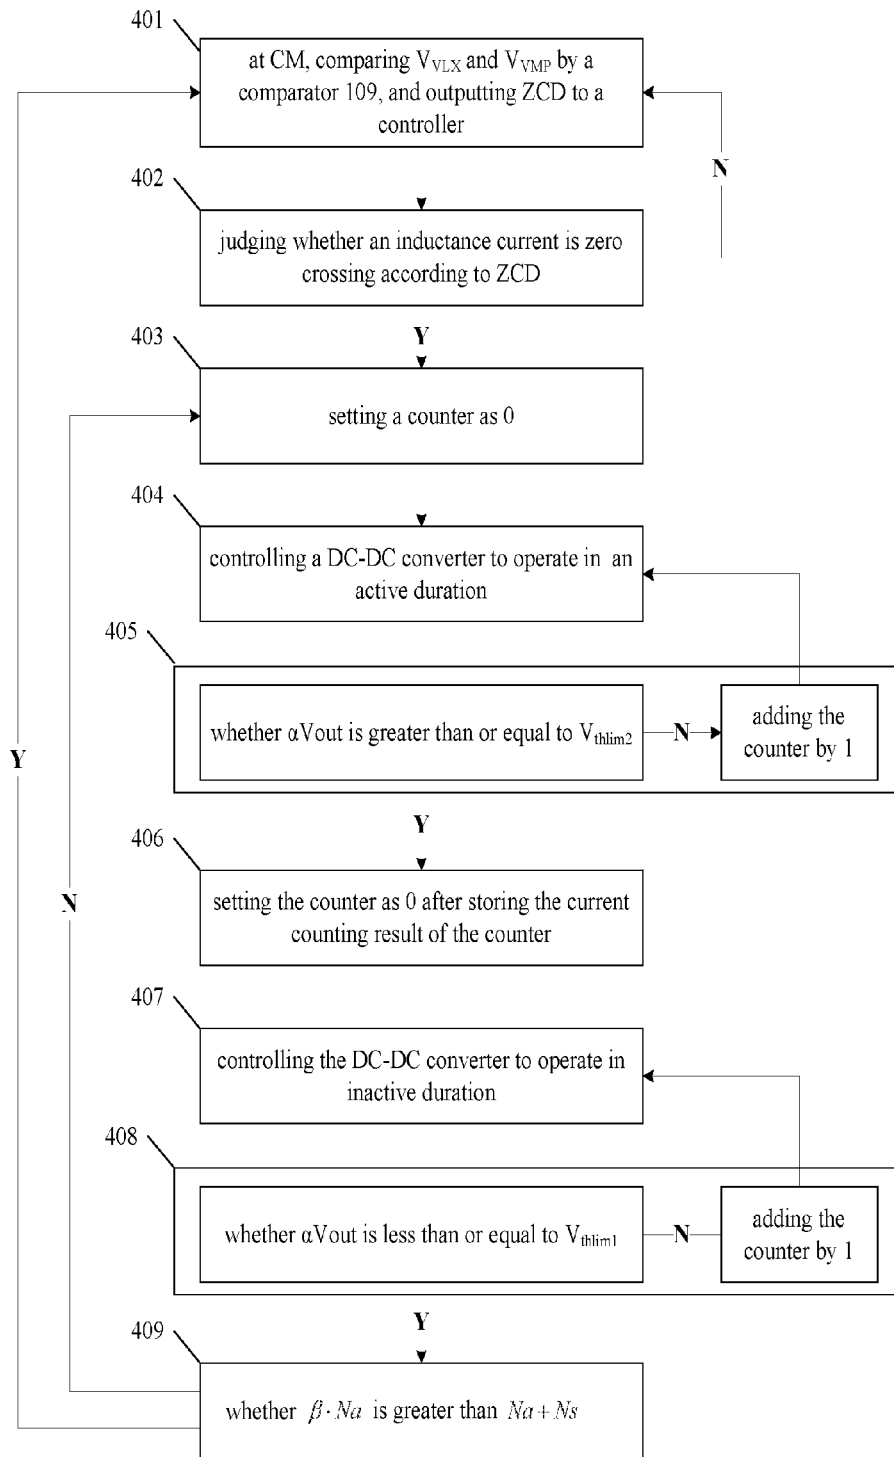 401
at CM, comparing V_VLX and V_VMP by a
comparator 109, and outputting ZCD to a
controller
N
402
judging whether an inductance current is zero
crossing according to ZCD
403
Y
setting a counter as 0
404
controlling a DC-DC converter to operate in an
active duration
405
whether αVout is greater than or equal to V_thlim2
N
adding the
counter by 1
Y
Y
406
setting the counter as 0 after storing the current
counting result of the counter
N
407
controlling the DC-DC converter to operate in
inactive duration
408
whether αVout is less than or equal to V_thlim1
N
adding the
counter by 1
Y
409
whether β · Na is greater than Na + Ns